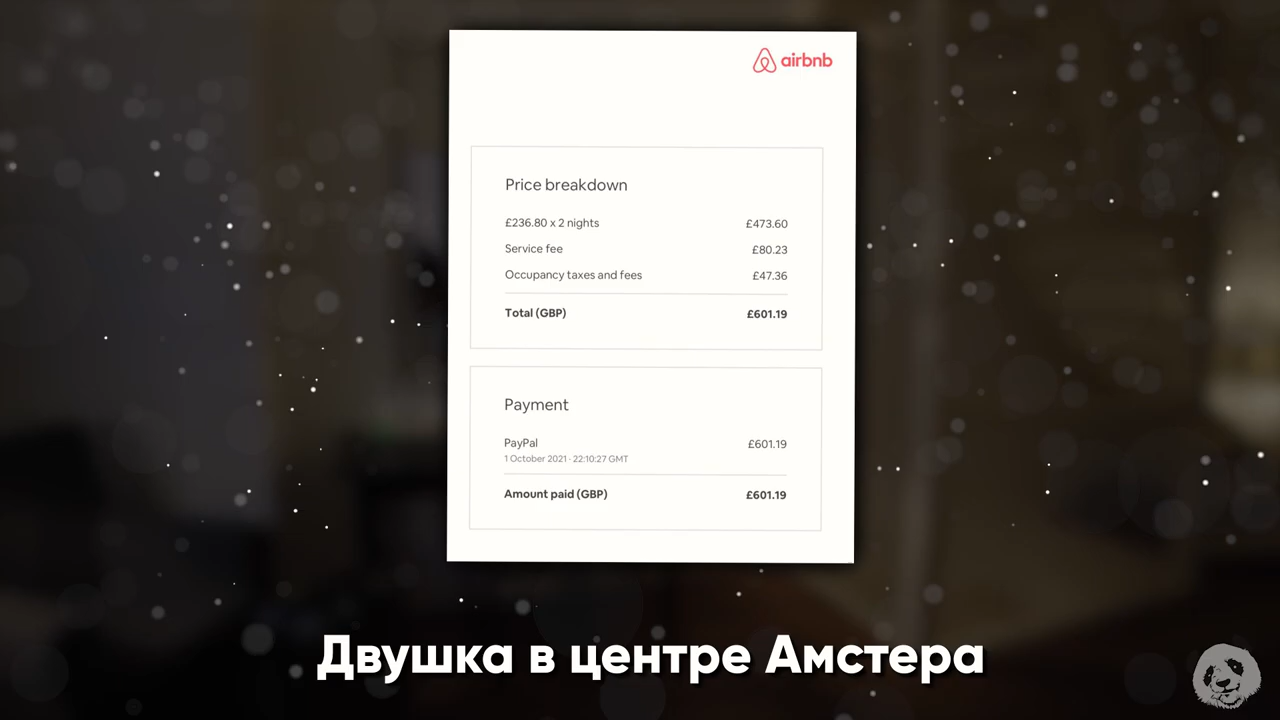 airbnb
Price breakdown
£236.80 x 2 nights £473.60
Service fee £80.23
Occupancy taxes and fees £47.36
Total (GBP) £601.19
Payment
PayPal £601.19
1 October 2021 · 22:10:27 GMT
Amount paid (GBP) £601.19
Двушка в центре Амстера